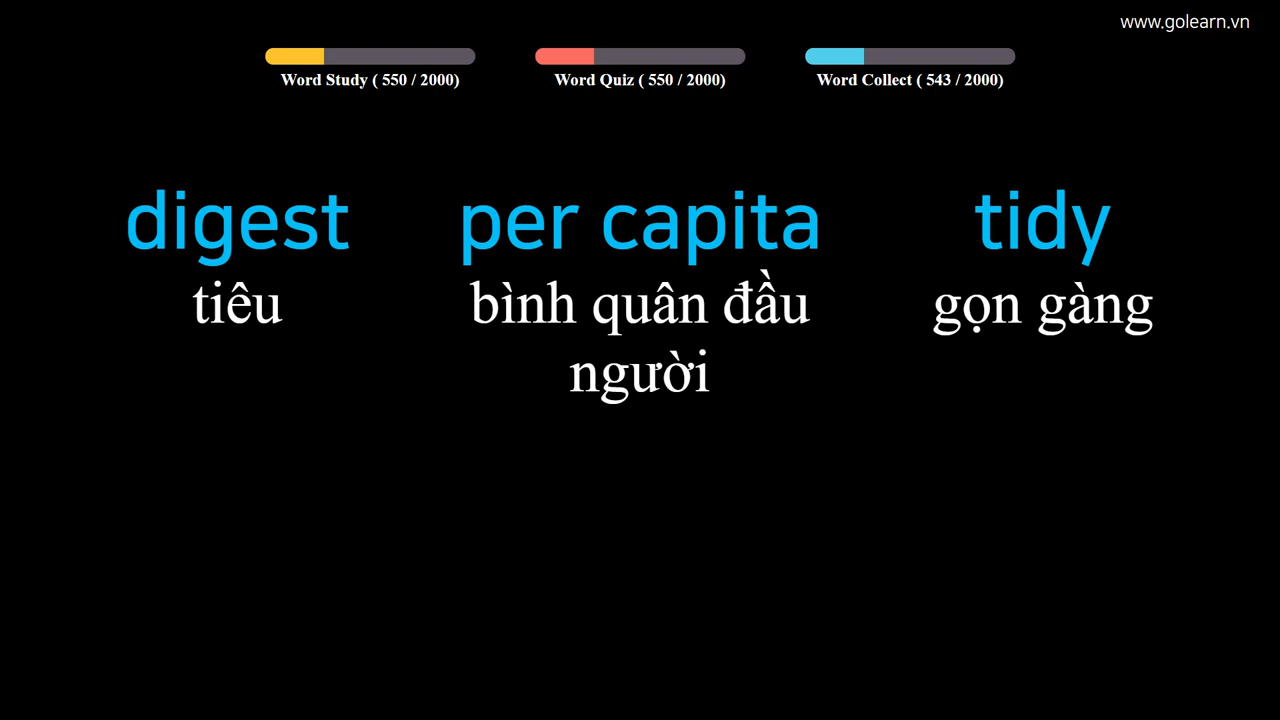 www.golearn.vn
Word Study ( 550 / 2000)
Word Quiz ( 550 / 2000)
Word Collect ( 543 / 2000)
digest
tiêu
per capita
bình quân đầu
người
tidy
gọn gàng